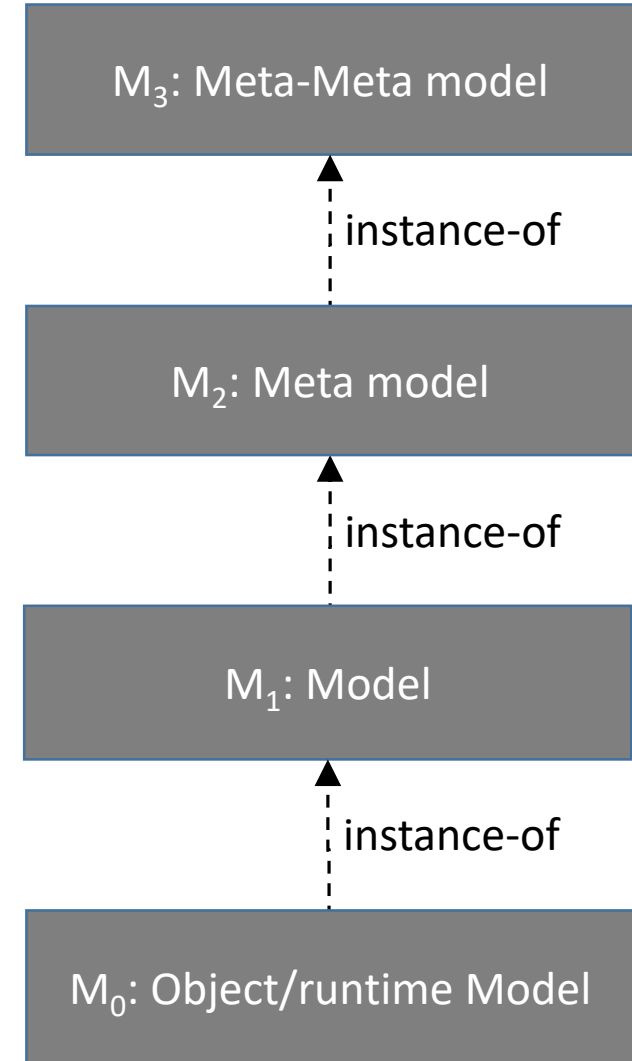 M₃: Meta-Meta model
instance-of
M₂: Meta model
instance-of
M₁: Model
instance-of
M₀: Object/runtime Model